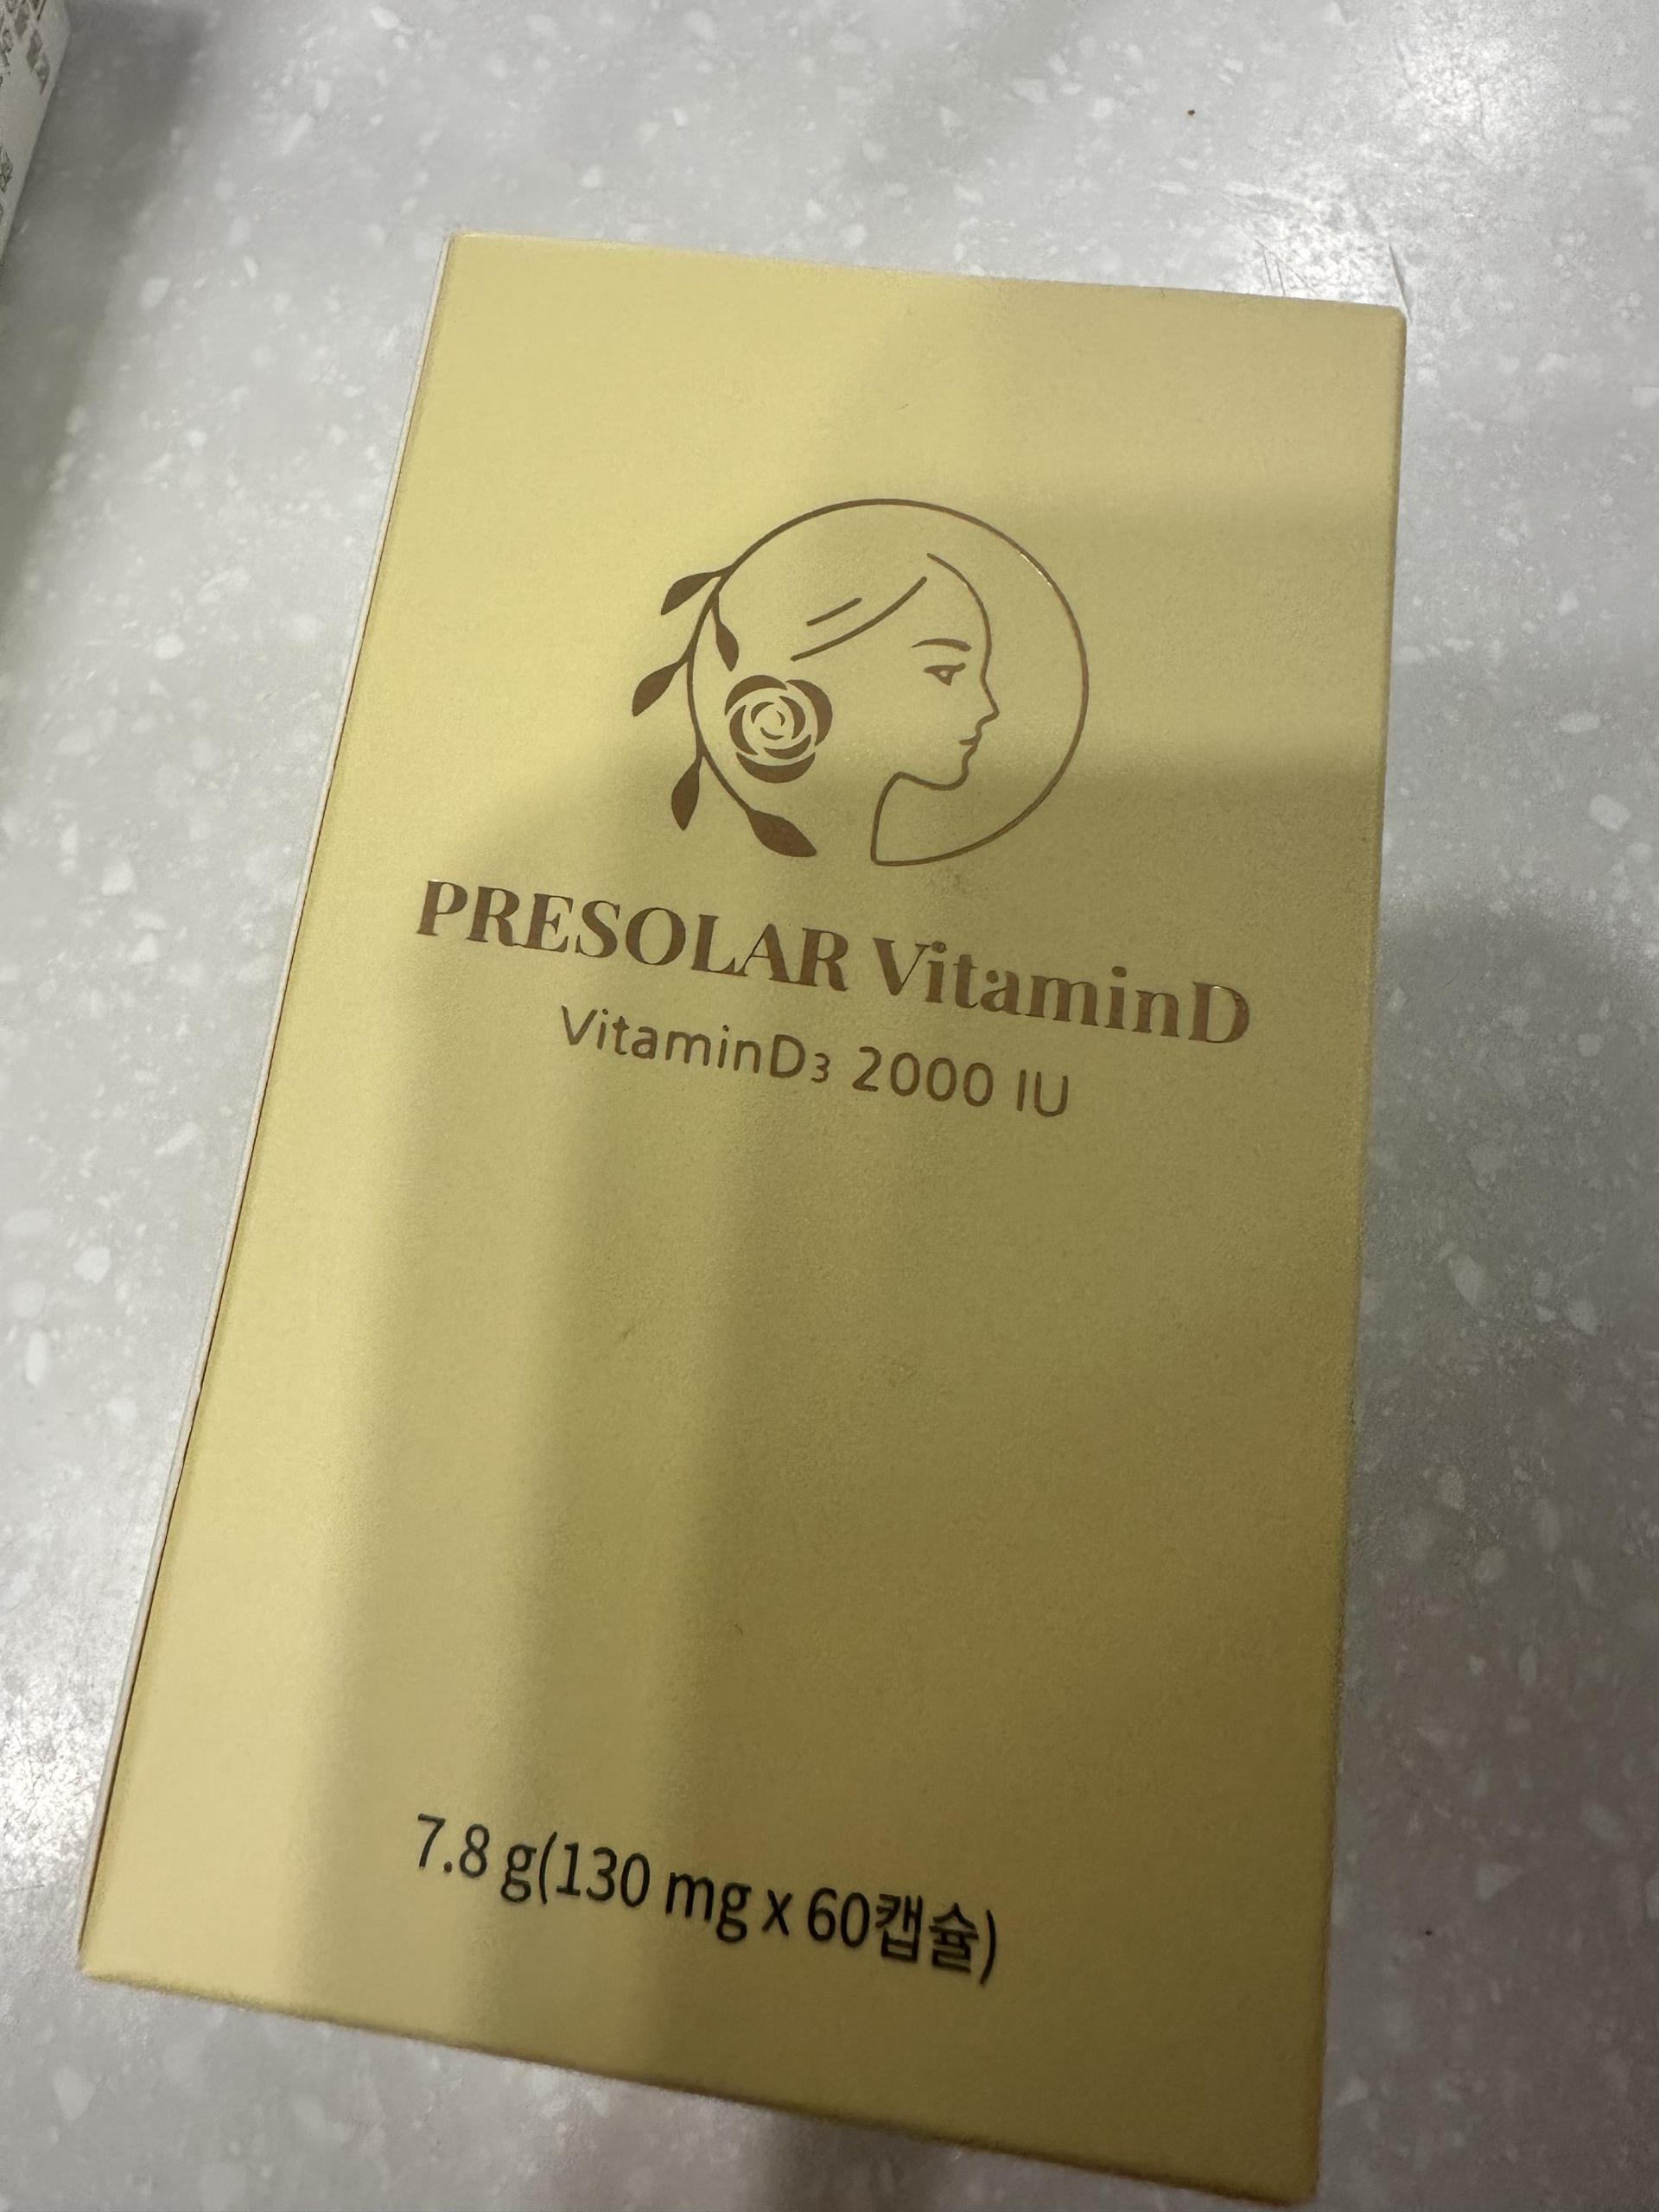 PRESOLAR VitaminD
VitaminD₃ 2000 IU
7.8 g(130 mg x 60캡슐)